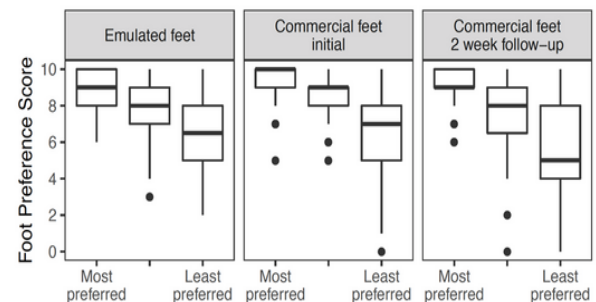 Emulated feet
Commercial feet
initial
Commercial feet
2 week follow−up
Foot Preference Score
10
8
6
4
2
0
Most
preferred
Least
preferred
Most
preferred
Least
preferred
Most
preferred
Least
preferred